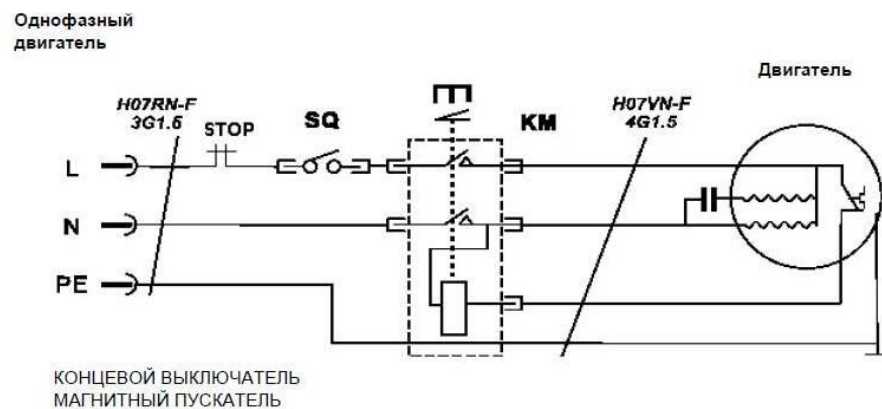 Однофазный
двигатель
Двигатель
H07RN-F
3G1.5
STOP
SQ
KM
H07VN-F
4G1.5
L
N
PE
КОНЦЕВОЙ ВЫКЛЮЧАТЕЛЬ
МАГНИТНЫЙ ПУСКАТЕЛЬ